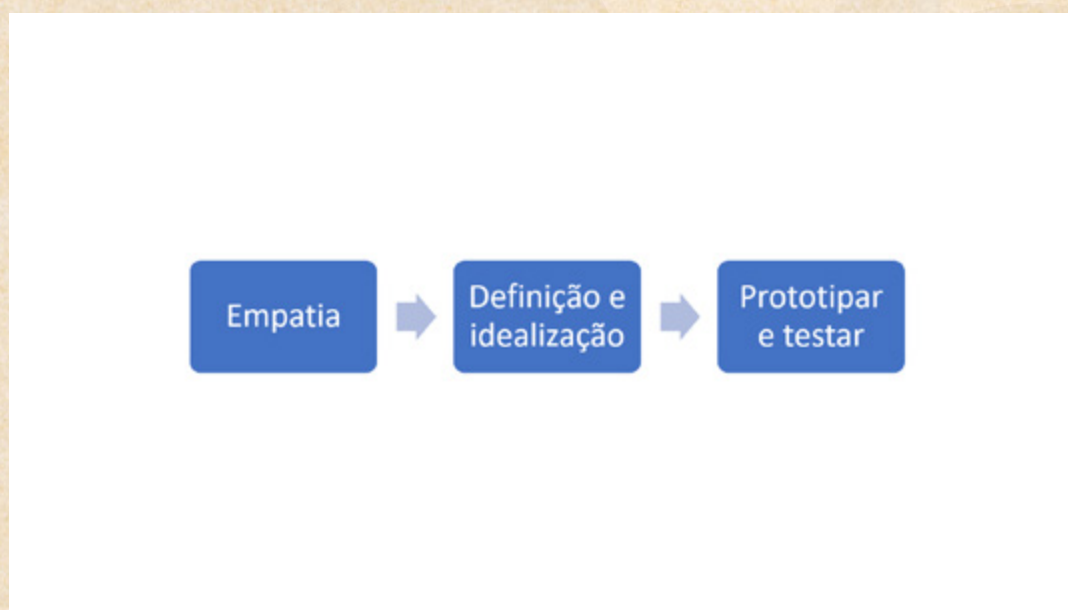 Empatia
Definição e
idealização
Prototipar
e testar